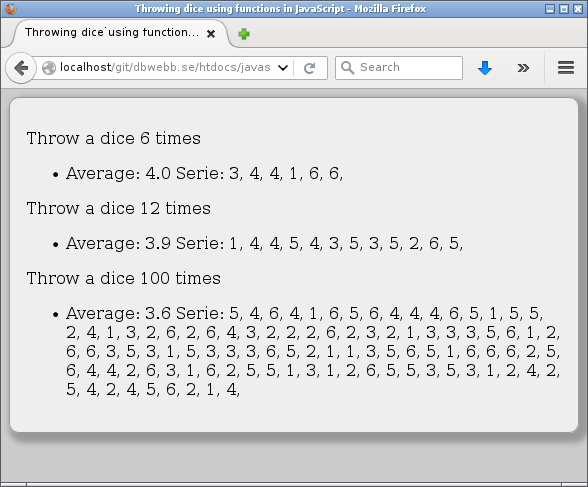 Throwing dice using functions in JavaScript - Mozilla Firefox
Throwing dice using function...
localhost/git/dbwebb.se/htdocs/javas
Search
Throw a dice 6 times
• Average: 4.0 Serie: 3, 4, 4, 1, 6, 6,
Throw a dice 12 times
• Average: 3.9 Serie: 1, 4, 4, 5, 4, 3, 5, 3, 5, 2, 6, 5,
Throw a dice 100 times
• Average: 3.6 Serie: 5, 4, 6, 4, 1, 6, 5, 6, 4, 4, 4, 6, 5, 1, 5, 5,
2, 4, 1, 3, 2, 6, 2, 6, 4, 3, 2, 2, 2, 6, 2, 3, 2, 1, 3, 3, 3, 5, 6, 1, 2,
6, 6, 3, 5, 3, 1, 5, 3, 3, 3, 6, 5, 2, 1, 1, 3, 5, 6, 5, 1, 6, 6, 6, 2, 5,
6, 4, 4, 2, 6, 3, 1, 6, 2, 5, 5, 1, 3, 1, 2, 6, 5, 5, 3, 5, 3, 1, 2, 4, 2,
5, 4, 2, 4, 5, 6, 2, 1, 4,